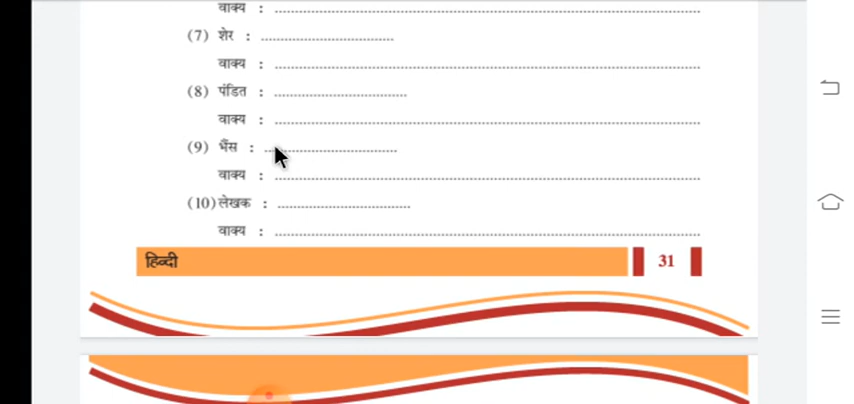 वाक्य : ................................................
(7) शेर : ................................
वाक्य : ................................................
(8) पंडित : ................................
वाक्य : ................................................
(9) भैंस : ................................
वाक्य : ................................................
(10) लेखक : ................................
वाक्य : ................................................
हिन्दी 31